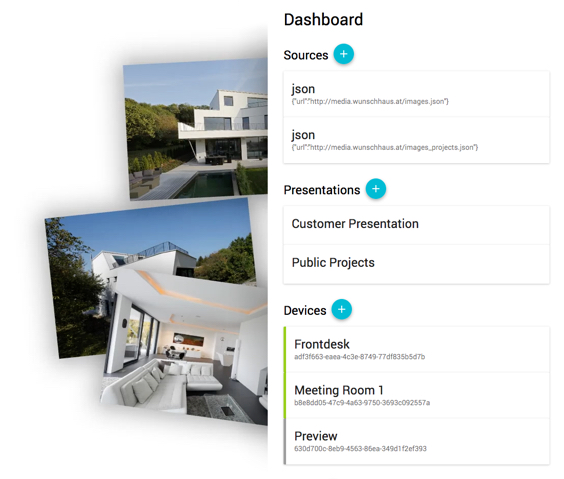 Dashboard
Sources +
json
{"url":"http://media.wunschhaus.at/images.json"}
json
{"url":"http://media.wunschhaus.at/images_projects.json"}
Presentations +
Customer Presentation
Public Projects
Devices +
Frontdesk
adf3f663-eaea-4c3e-8749-77df835b5d7b
Meeting Room 1
b8e8dd05-47c9-4a63-9750-3693c092557a
Preview
630d700c-8eb9-4563-86ea-349d1f2ef393